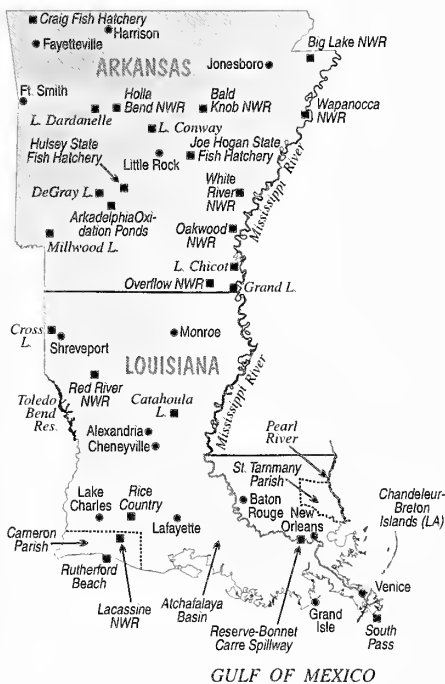 Craig Fish Hatchery
Harrison
Fayetteville
Big Lake NWR
ARKANSAS
Jonesboro
Ft. Smith
Holla
Bend NWR
Bald
Knob NWR
Wapanocca
NWR
L. Dardanelle
L. Conway
Hulsey State
Fish Hatchery
Joe Hogan State
Fish Hatchery
Little Rock
DeGray L.
White
River
NWR
Mississippi River
Arkadelphia Oxi-
dation Ponds
Millwood L.
Oakwood
NWR
L. Chicot
Overflow NWR
Grand L.
Cross
L.
Shreveport
Monroe
LOUISIANA
Red River
NWR
Toledo
Bend
Res.
Catahoula
L.
Mississippi River
Alexandria
Cheneyville
Pearl
River
St. Tammany
Parish
Chandeleur-
Breton
Islands (LA)
Baton
Rouge
New
Orleans
Lake
Charles
Rice
Country
Lafayette
Cameron
Parish
Rutherford
Beach
Lacassine
NWR
Atchafalaya
Basin
Reserve-Bonnet
Carre Spillway
Grand
Isle
Venice
South
Pass
GULF OF MEXICO